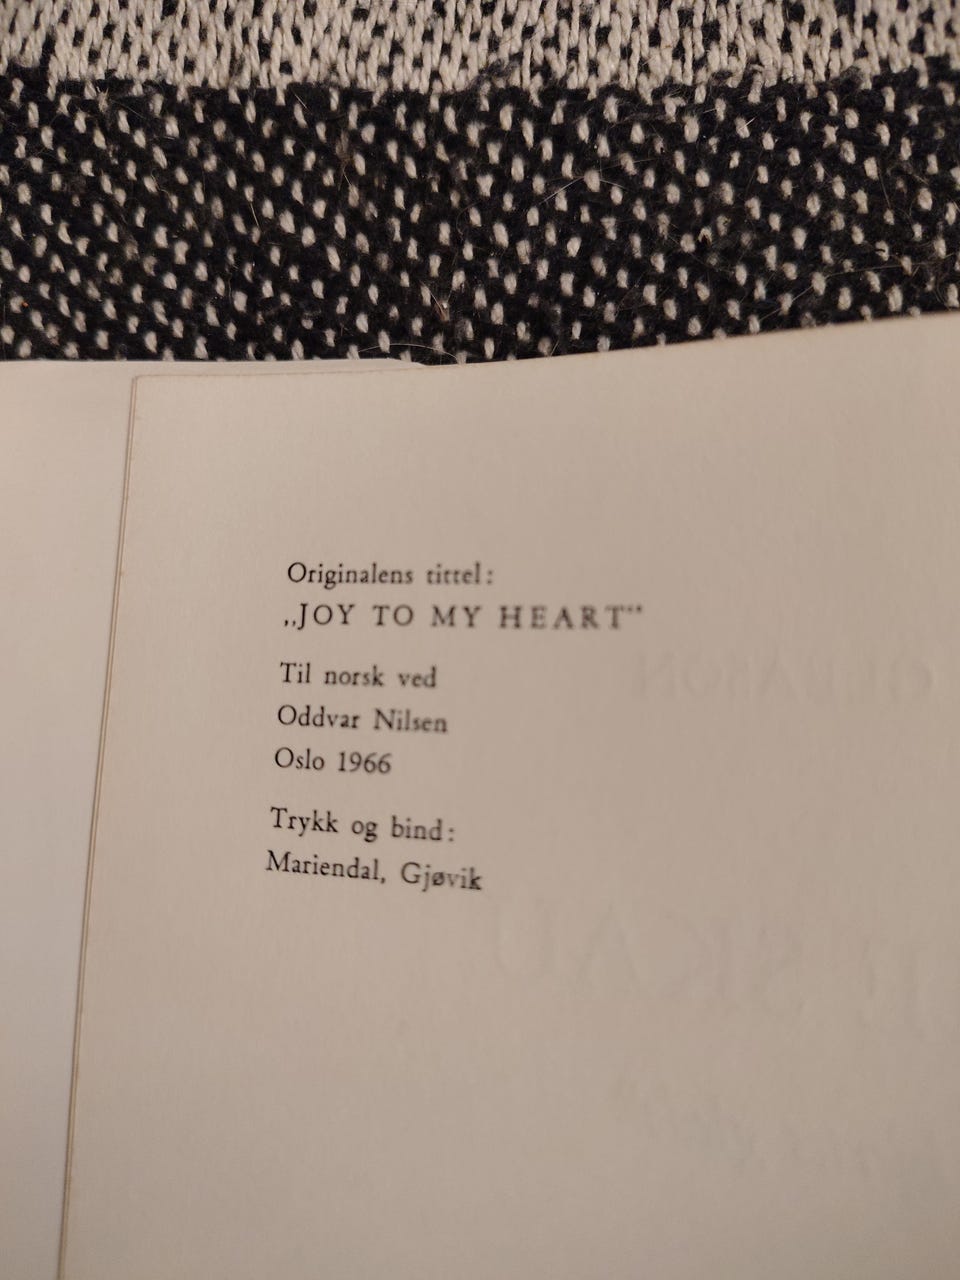 Originalens tittel:
„JOY TO MY HEART“
Til norsk ved
Oddvar Nilsen
Oslo 1966
Trykk og bind:
Mariendal, Gjøvik